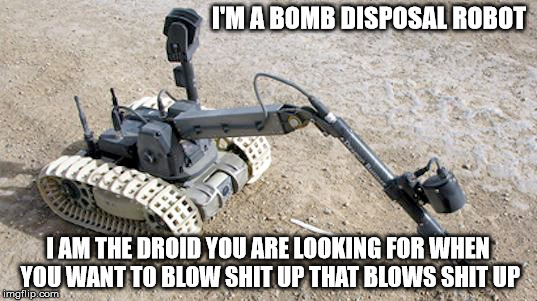 I'M A BOMB DISPOSAL ROBOT
I AM THE DROID YOU ARE LOOKING FOR WHEN
YOU WANT TO BLOW SHIT UP THAT BLOWS SHIT UP
imgflip.com